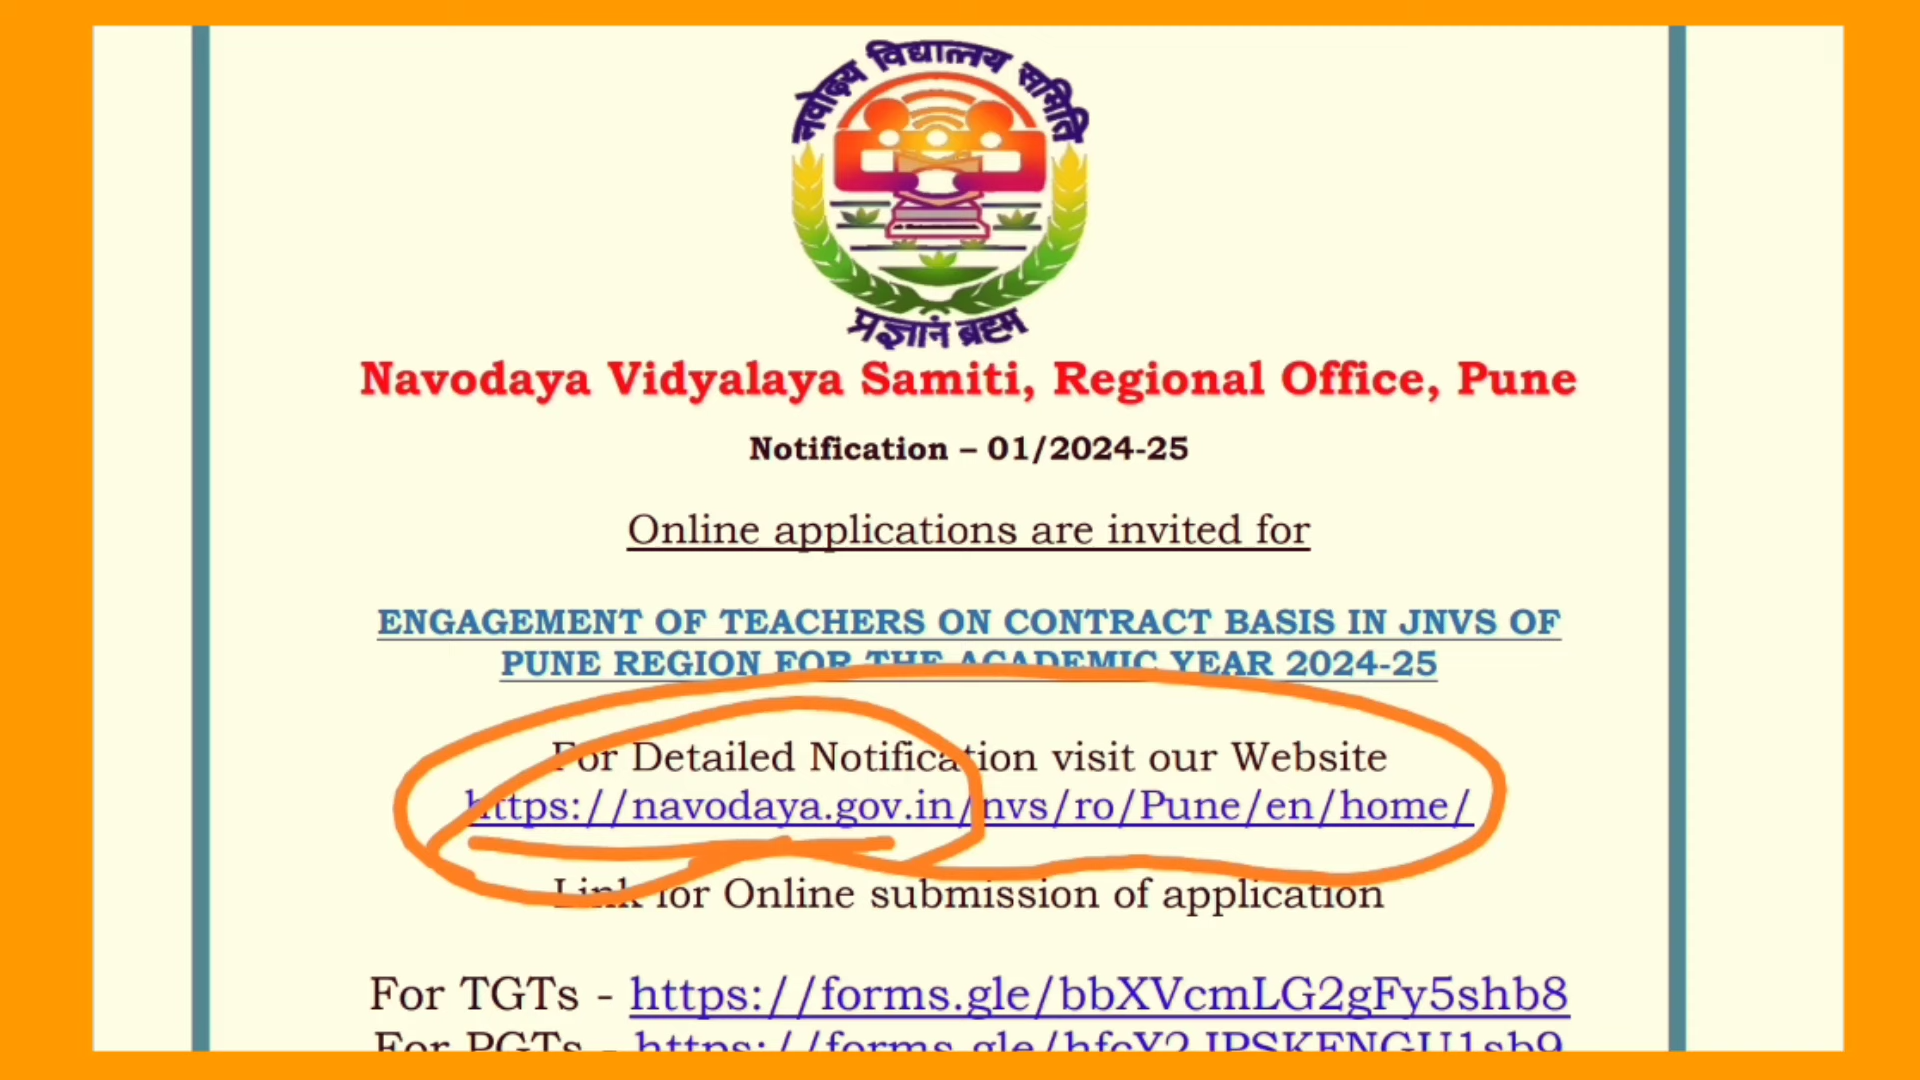 नवोदय विद्यालय समिति
प्रज्ञानं ब्रह्म
Navodaya Vidyalaya Samiti, Regional Office, Pune
Notification – 01/2024-25
Online applications are invited for
ENGAGEMENT OF TEACHERS ON CONTRACT BASIS IN JNVS OF
PUNE REGION FOR THE ACADEMIC YEAR 2024-25
For Detailed Notification visit our Website
https://navodaya.gov.in/nvs/ro/Pune/en/home/
Link for Online submission of application
For TGTs - https://forms.gle/bbXVcmLG2gFy5shb8
For PGTs -